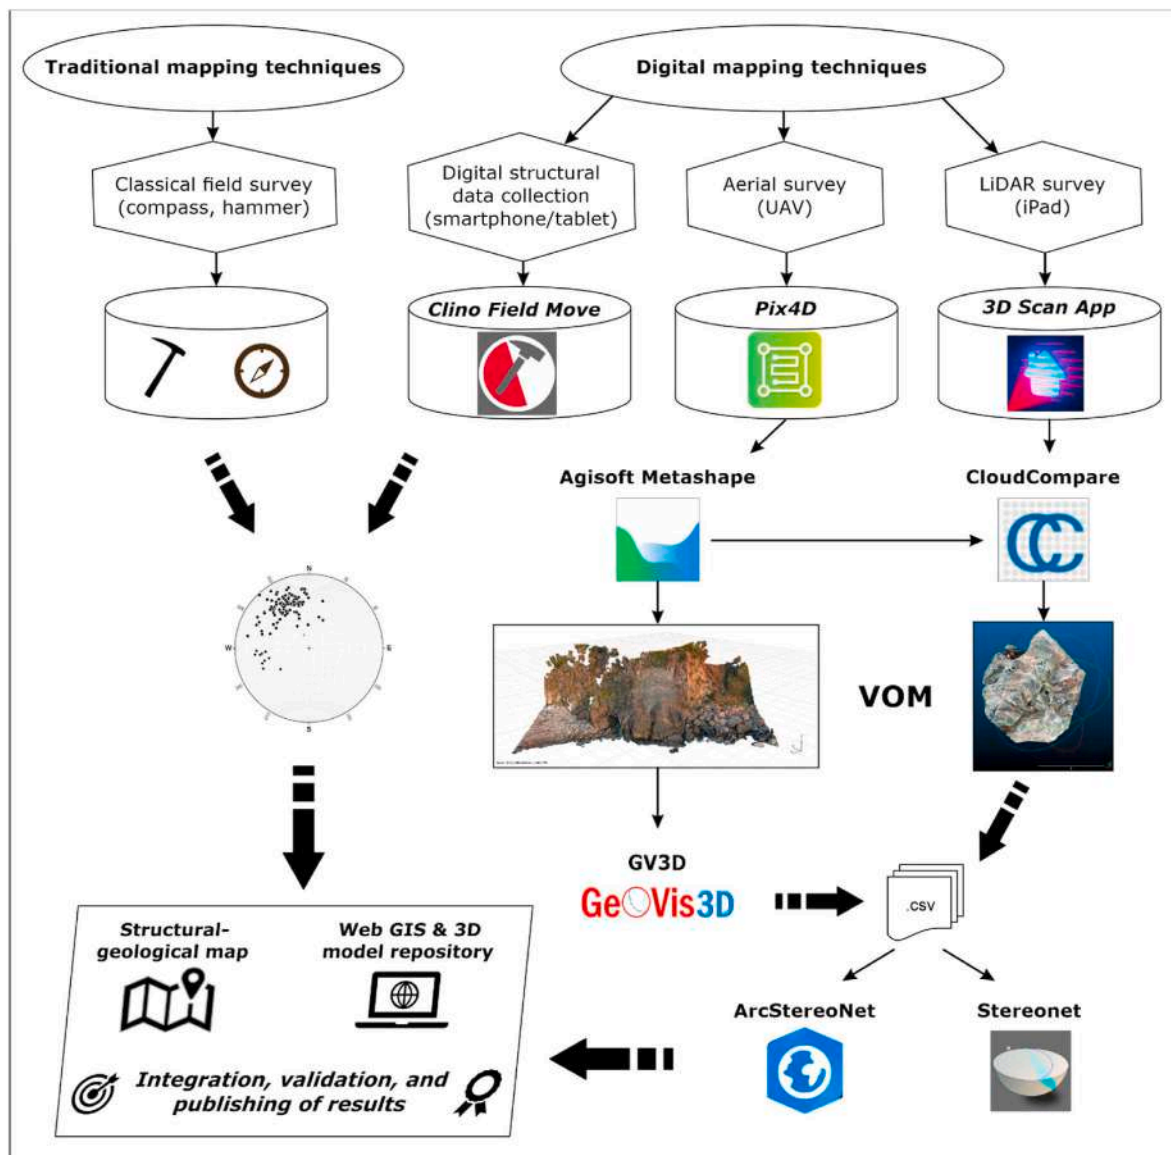 Traditional mapping techniques
Digital mapping techniques
Classical field survey
(compass, hammer)
Digital structural
data collection
(smartphone/tablet)
Aerial survey
(UAV)
LiDAR survey
(iPad)
Clino Field Move
Pix4D
3D Scan App
Agisoft Metashape
CloudCompare
CC
N
W
E
S
VOM
GV3D
GeoVis3D
.CSV
Structural-
geological map
Web GIS & 3D
model repository
ArcStereoNet
Stereonet
Integration, validation, and
publishing of results